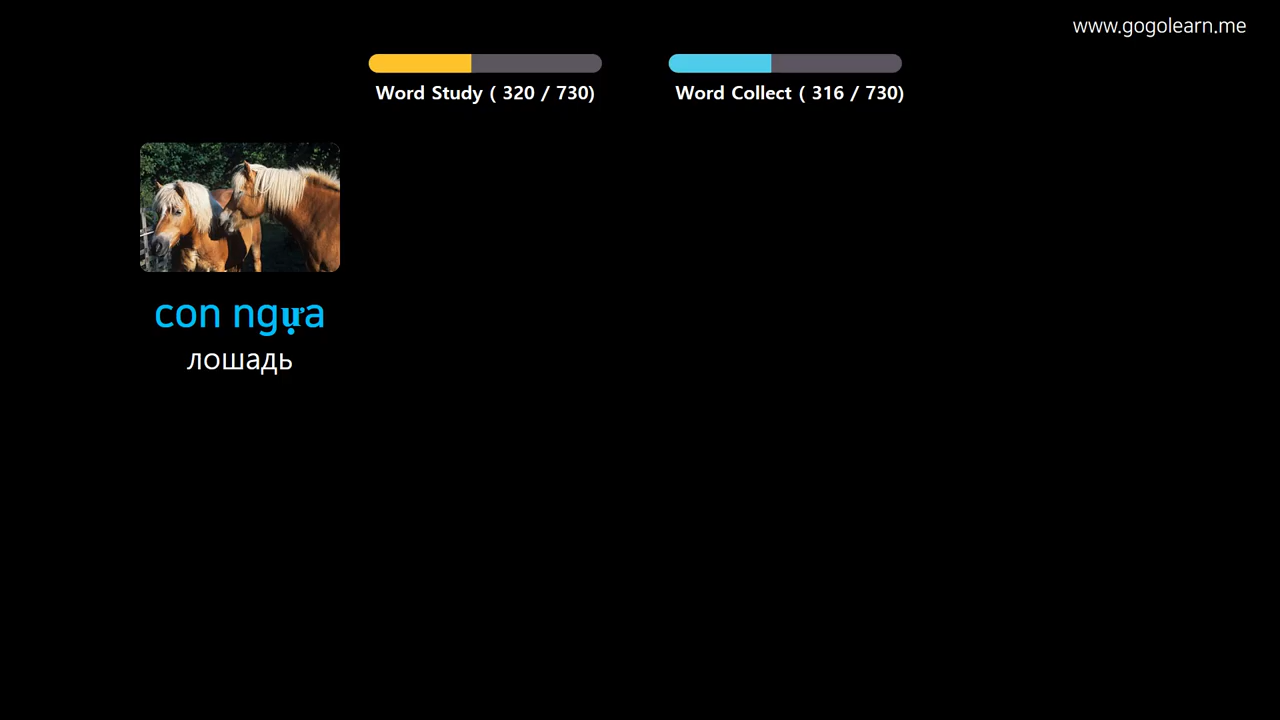 www.gogolearn.me
Word Study ( 320 / 730)
Word Collect ( 316 / 730)
con ngựa
лошадь